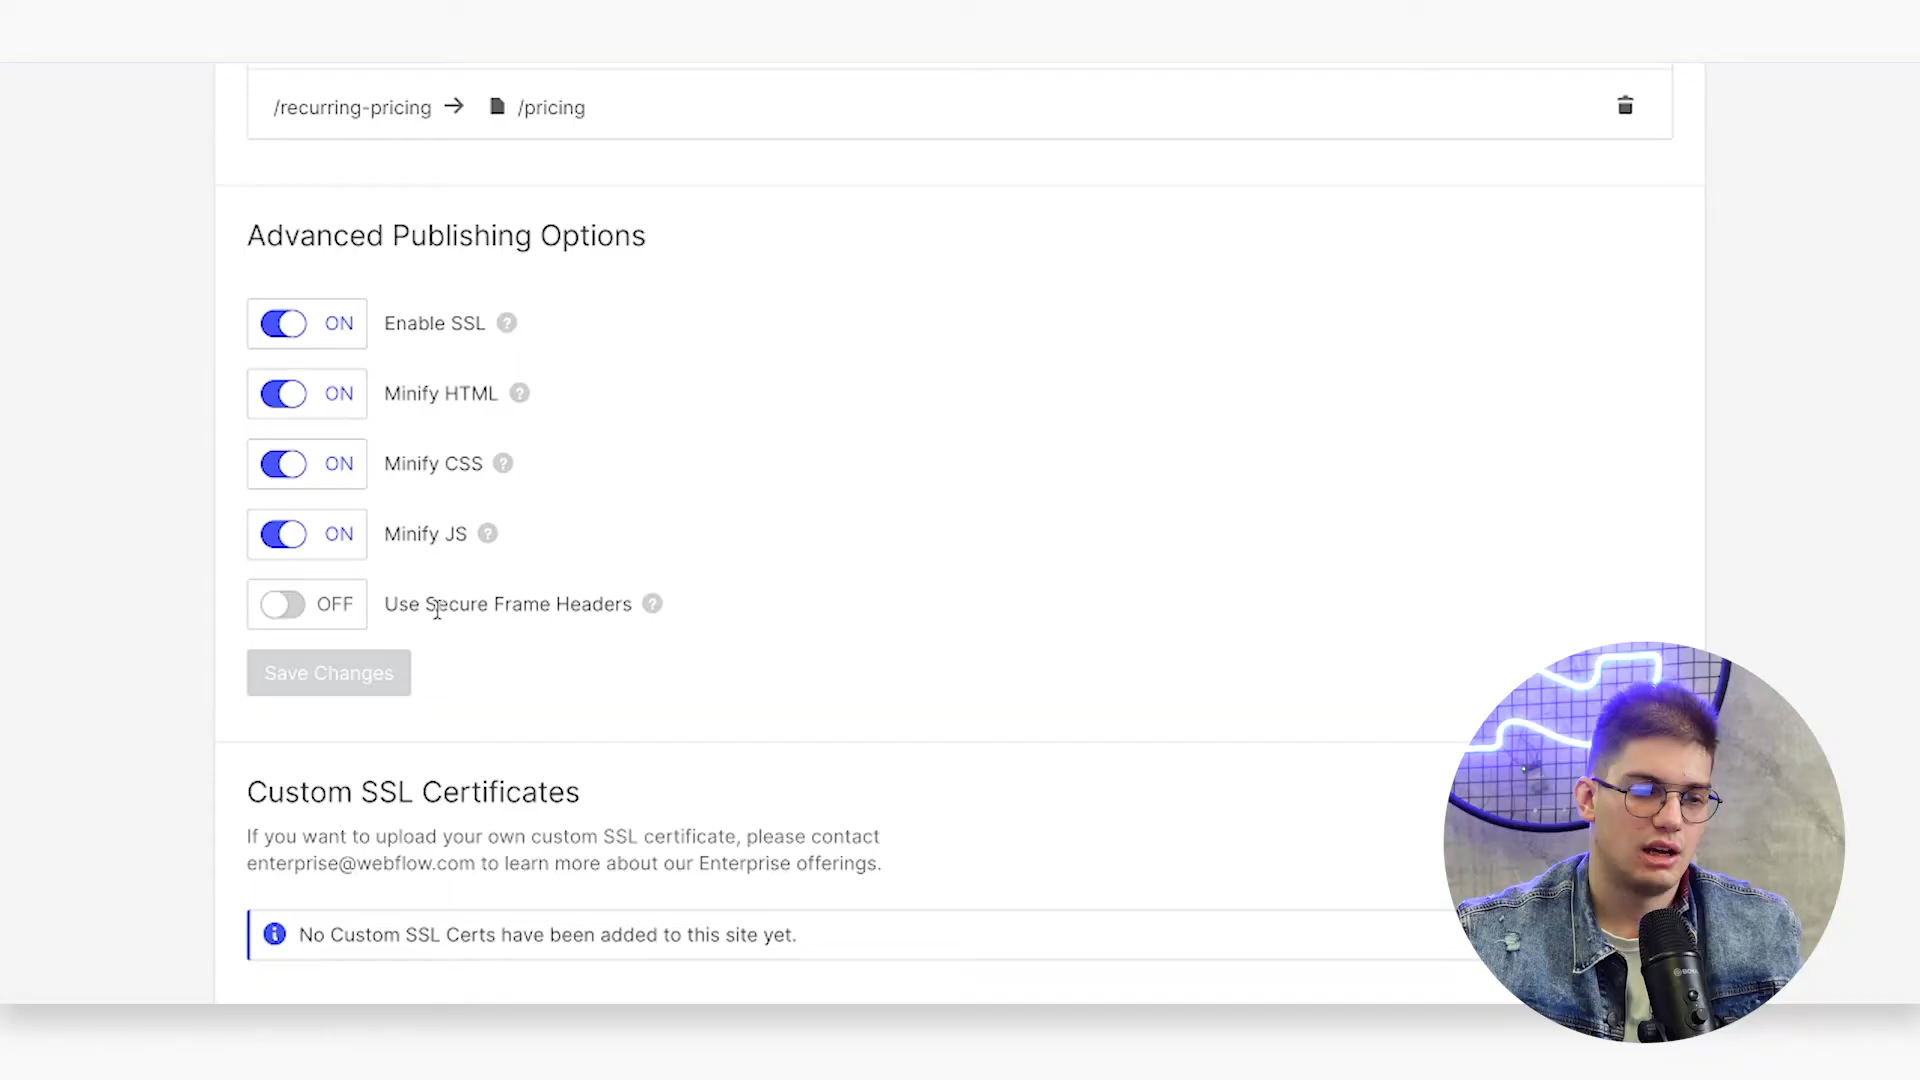 /recurring-pricing → /pricing
Advanced Publishing Options
ON Enable SSL ?
ON Minify HTML ?
ON Minify CSS ?
ON Minify JS ?
OFF Use Secure Frame Headers ?
Save Changes
Custom SSL Certificates
If you want to upload your own custom SSL certificate, please contact
enterprise@webflow.com to learn more about our Enterprise offerings.
No Custom SSL Certs have been added to this site yet.